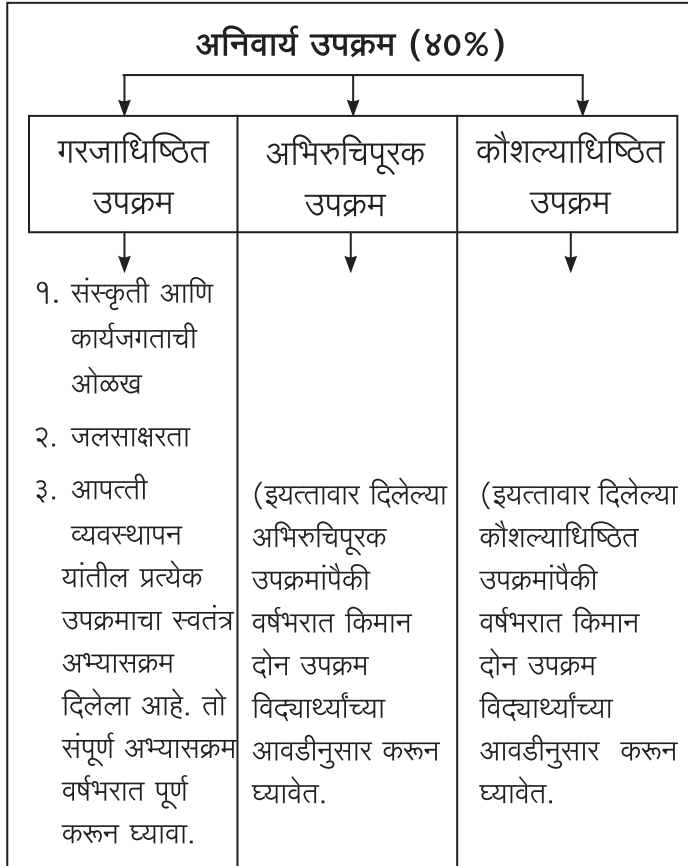 अनिवार्य उपक्रम (४०%)
गरजाधिष्ठित
उपक्रम
अभिरुचिपूरक
उपक्रम
कौशल्याधिष्ठित
उपक्रम
१. संस्कृती आणि
कार्यजगताची
ओळख
२. जलसाक्षरता
३. आपत्ती
व्यवस्थापन
यांतील प्रत्येक
उपक्रमाचा स्वतंत्र
अभ्यासक्रम
दिलेला आहे. तो
संपूर्ण अभ्यासक्रम
वर्षभरात पूर्ण
करून घ्यावा.
(इयत्तावार दिलेल्या
अभिरुचिपूरक
उपक्रमांपैकी
वर्षभरात किमान
दोन उपक्रम
विद्यार्थ्यांच्या
आवडीनुसार करून
घ्यावेत.
(इयत्तावार दिलेल्या
कौशल्याधिष्ठित
उपक्रमांपैकी
वर्षभरात किमान
दोन उपक्रम
विद्यार्थ्यांच्या
आवडीनुसार करून
घ्यावेत.